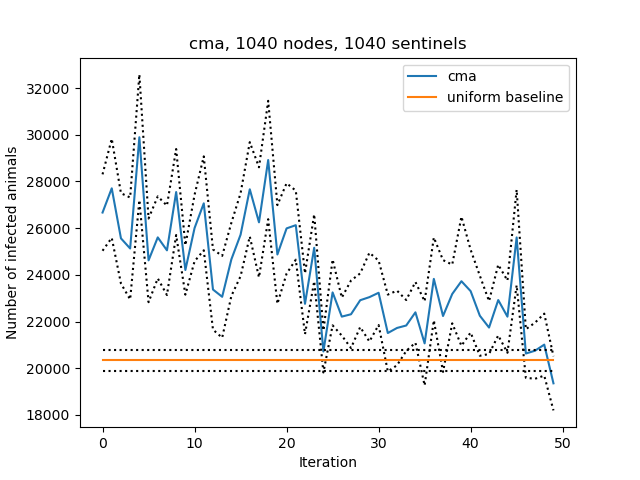 cma, 1040 nodes, 1040 sentinels
cma
uniform baseline
Number of infected animals
32000
30000
28000
26000
24000
22000
20000
18000
0 10 20 30 40 50
Iteration